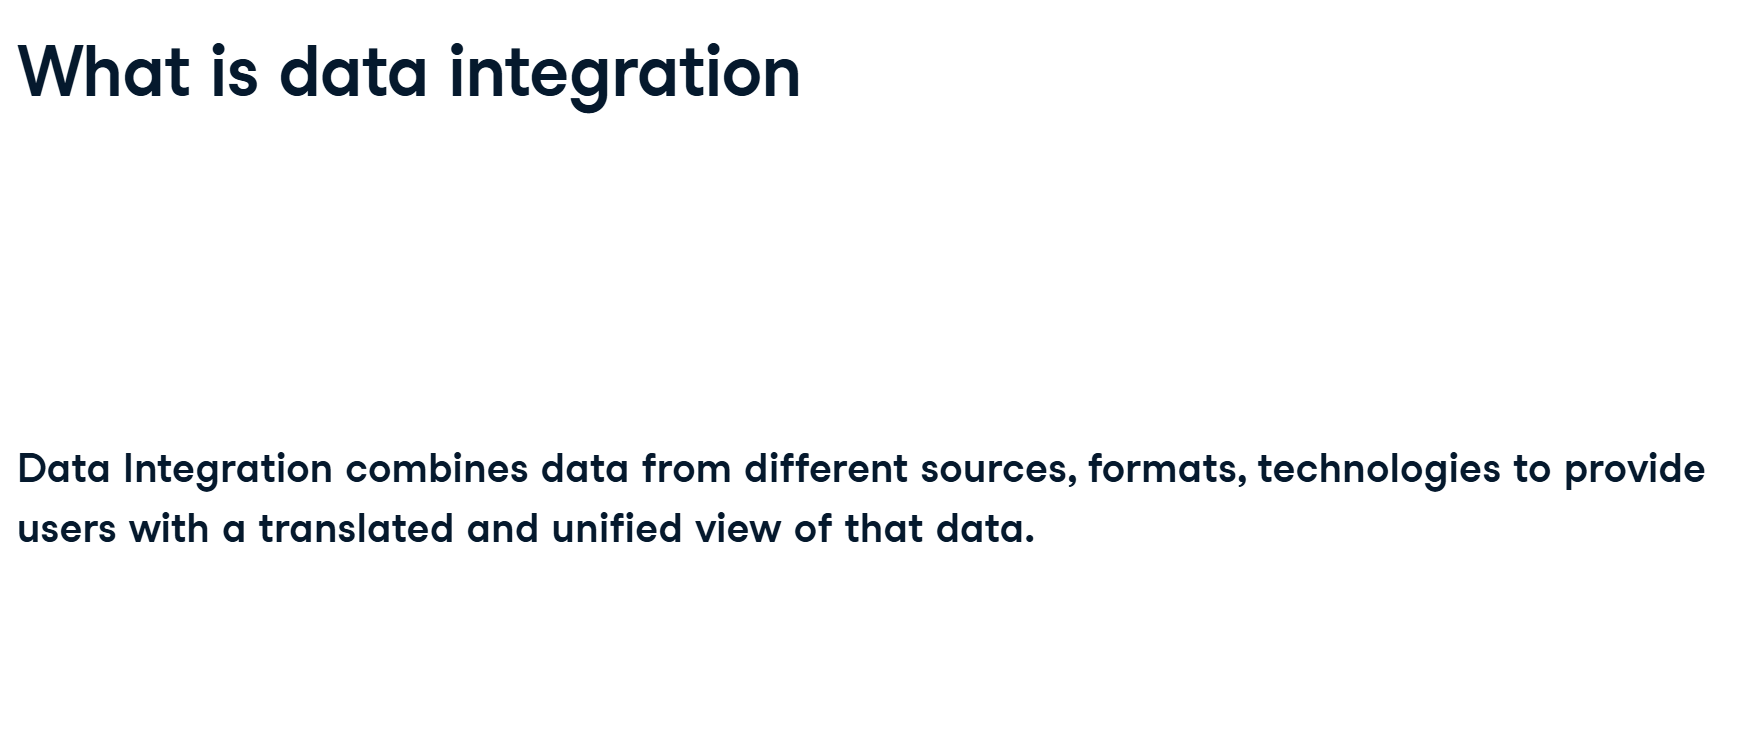 What is data integration
Data Integration combines data from different sources, formats, technologies to provide
users with a translated and unified view of that data.